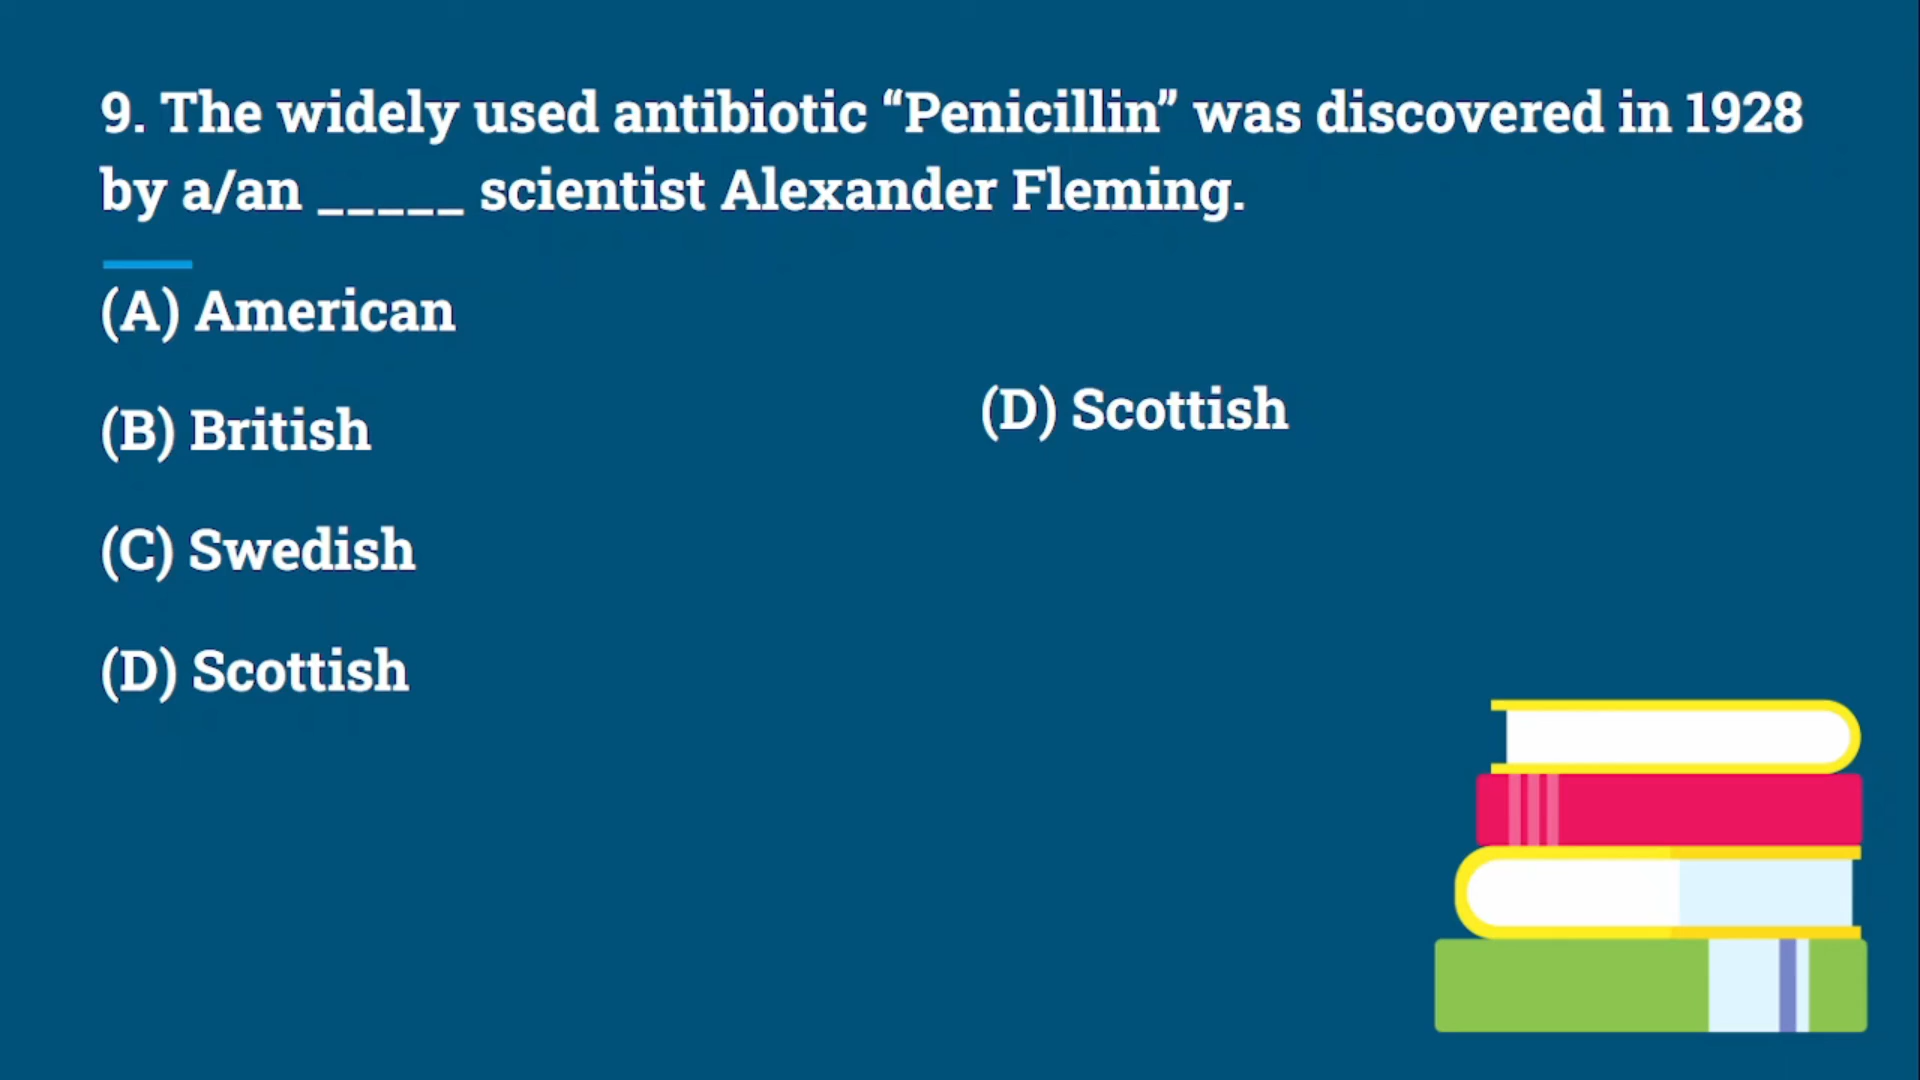 9. The widely used antibiotic “Penicillin” was discovered in 1928
by a/an _____ scientist Alexander Fleming.
(A) American
(B) British
(C) Swedish
(D) Scottish
(D) Scottish